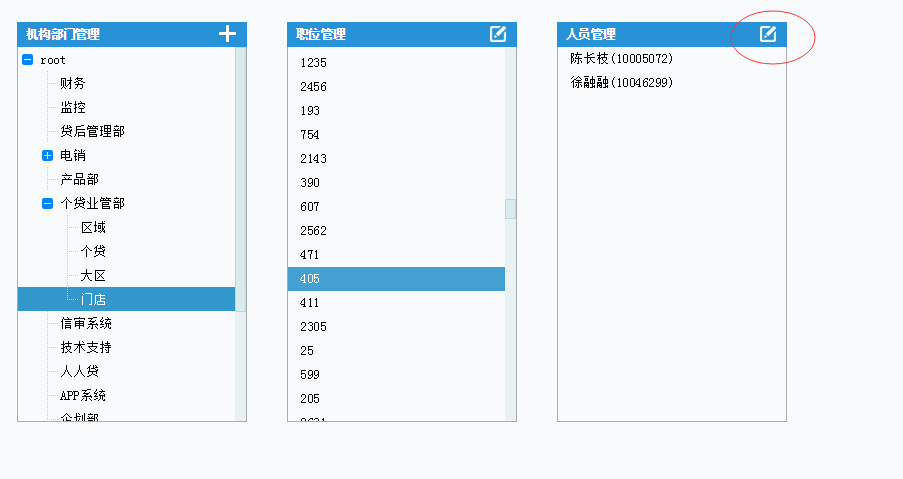 机构部门管理
root
财务
监控
贷后管理部
电销
产品部
个贷业管部
区域
个贷
大区
门店
信审系统
技术支持
人人贷
APP系统
企划部
职位管理
1235
2456
193
754
2143
390
607
2562
471
405
411
2305
25
599
205
人员管理
陈长枝(10005072)
徐融融(10046299)